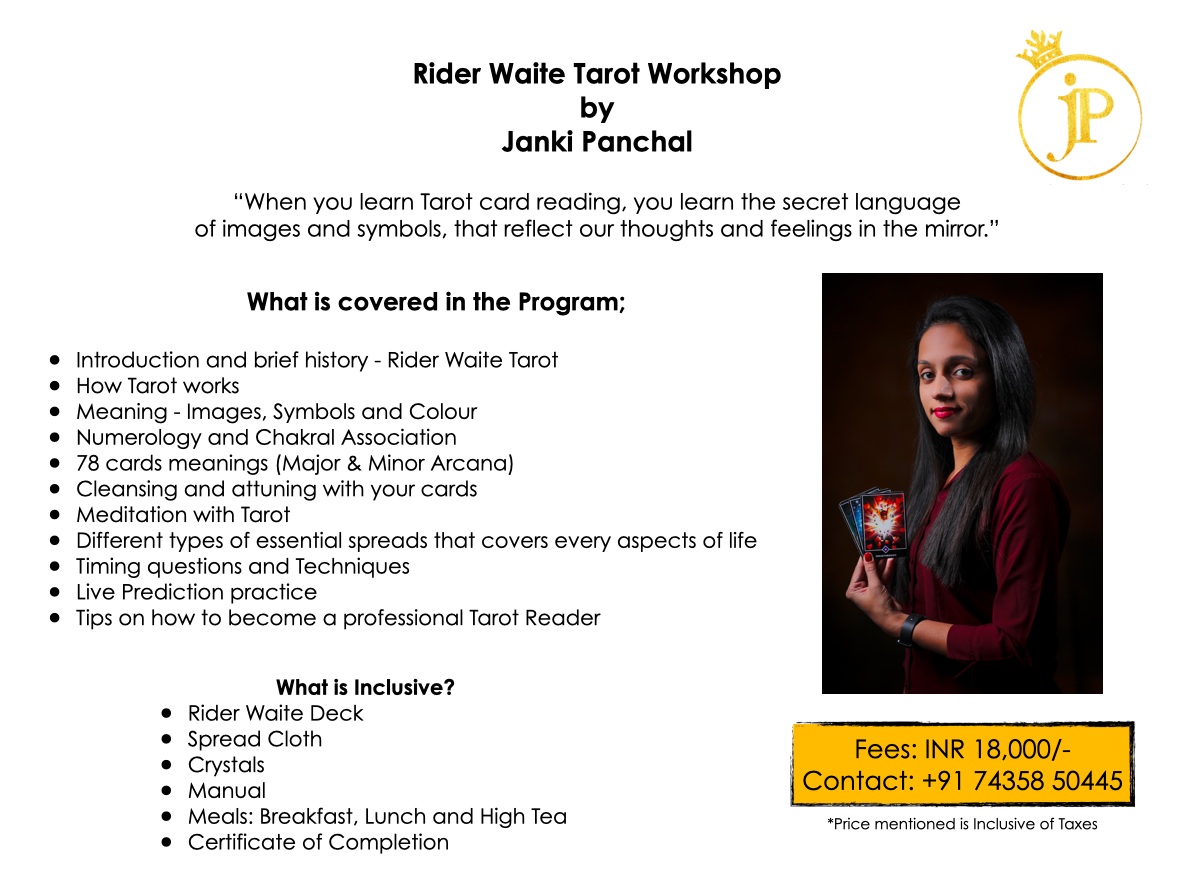 Rider Waite Tarot Workshop
by
Janki Panchal
jP
“When you learn Tarot card reading, you learn the secret language
of images and symbols, that reflect our thoughts and feelings in the mirror.”
What is covered in the Program;
● Introduction and brief history - Rider Waite Tarot
● How Tarot works
● Meaning - Images, Symbols and Colour
● Numerology and Chakral Association
● 78 cards meanings (Major & Minor Arcana)
● Cleansing and attuning with your cards
● Meditation with Tarot
● Different types of essential spreads that covers every aspects of life
● Timing questions and Techniques
● Live Prediction practice
● Tips on how to become a professional Tarot Reader
What is Inclusive?
● Rider Waite Deck
● Spread Cloth
● Crystals
● Manual
● Meals: Breakfast, Lunch and High Tea
● Certificate of Completion
Fees: INR 18,000/-
Contact: +91 74358 50445
*Price mentioned is Inclusive of Taxes